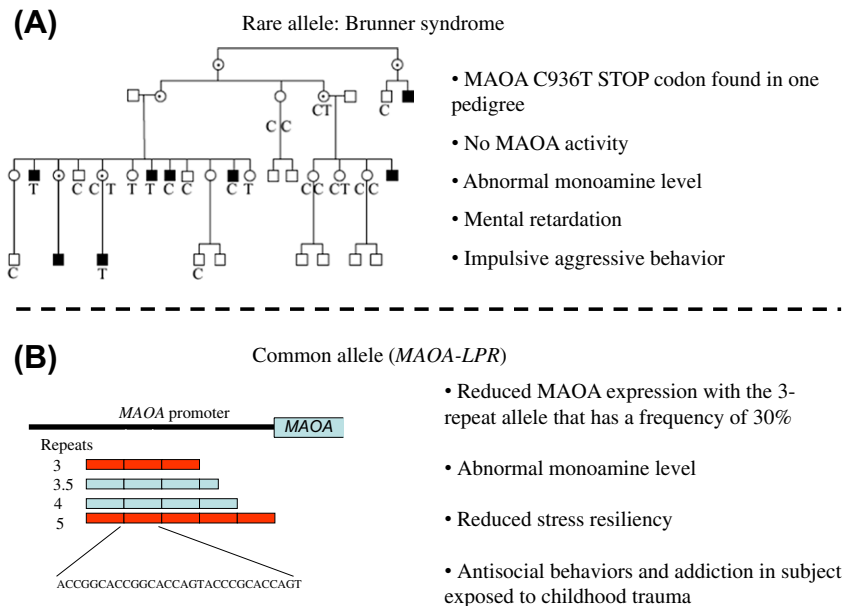 (A)
Rare allele: Brunner syndrome
C
CT
C C
T
C
C T
T
T
C
C
C
T
C C
CT
C C
C
T
C
• MAOA C936T STOP codon found in one
pedigree
• No MAOA activity
• Abnormal monoamine level
• Mental retardation
• Impulsive aggressive behavior
(B)
Common allele (MAOA-LPR)
MAOA promoter
MAOA
Repeats
3
3.5
4
5
ACCGGCACCGGCACCAGTACCCGCACCAGT
• Reduced MAOA expression with the 3-
repeat allele that has a frequency of 30%
• Abnormal monoamine level
• Reduced stress resiliency
• Antisocial behaviors and addiction in subject
exposed to childhood trauma